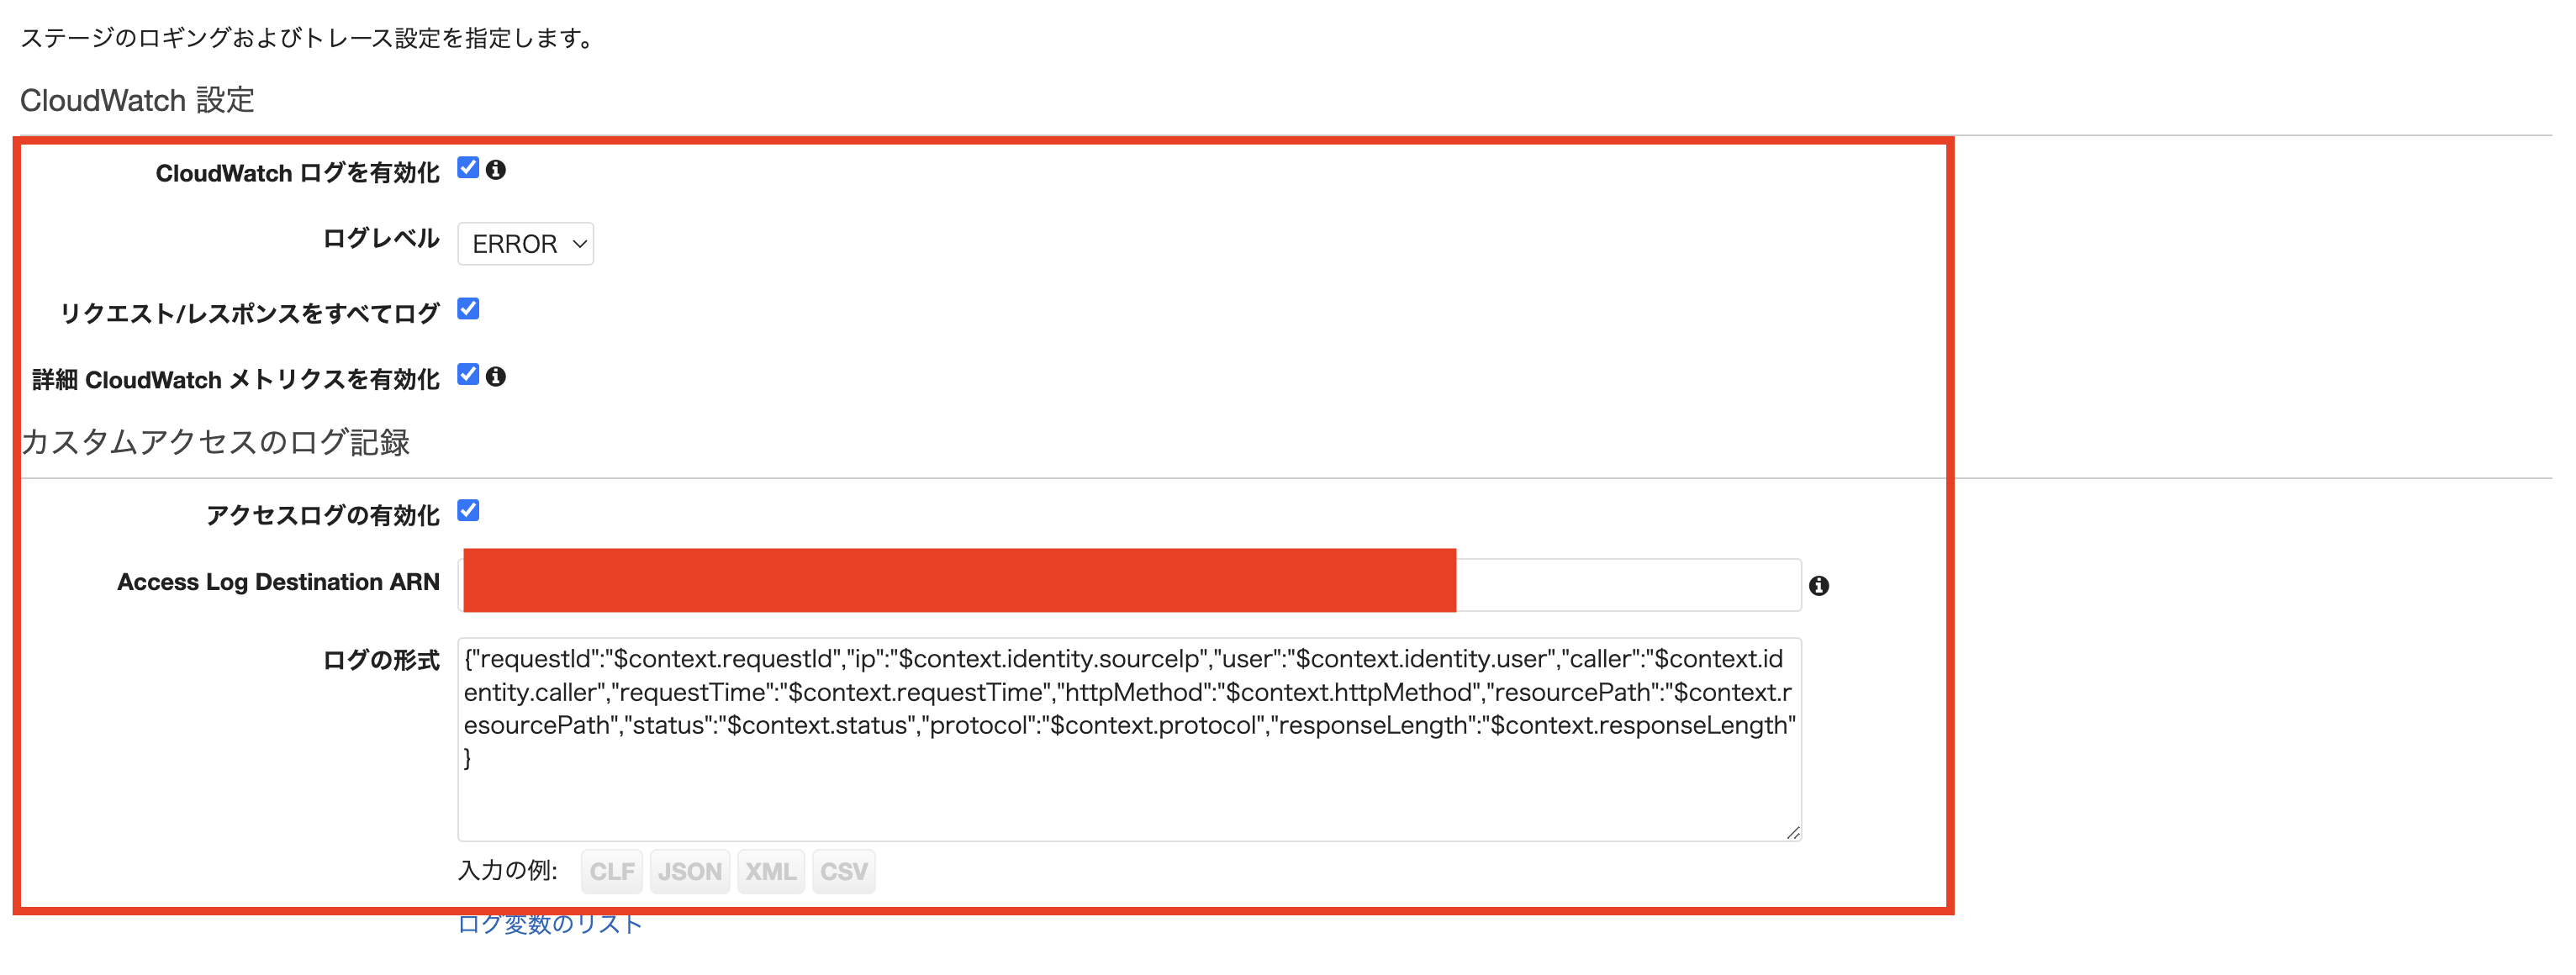 ステージのロギングおよびトレース設定を指定します。
CloudWatch 設定
CloudWatch ログを有効化
ログレベル ERROR
リクエスト/レスポンスをすべてログ
詳細 CloudWatch メトリクスを有効化
カスタムアクセスのログ記録
アクセスログの有効化
Access Log Destination ARN
ログの形式 {"requestId":"$context.requestId","ip":"$context.identity.sourceIp","user":"$context.identity.user","caller":"$context.id
entity.caller","requestTime":"$context.requestTime","httpMethod":"$context.httpMethod","resourcePath":"$context.r
esourcePath","status":"$context.status","protocol":"$context.protocol","responseLength":"$context.responseLength"
}
入力の例: CLF JSON XML CSV
ログ変数のリスト